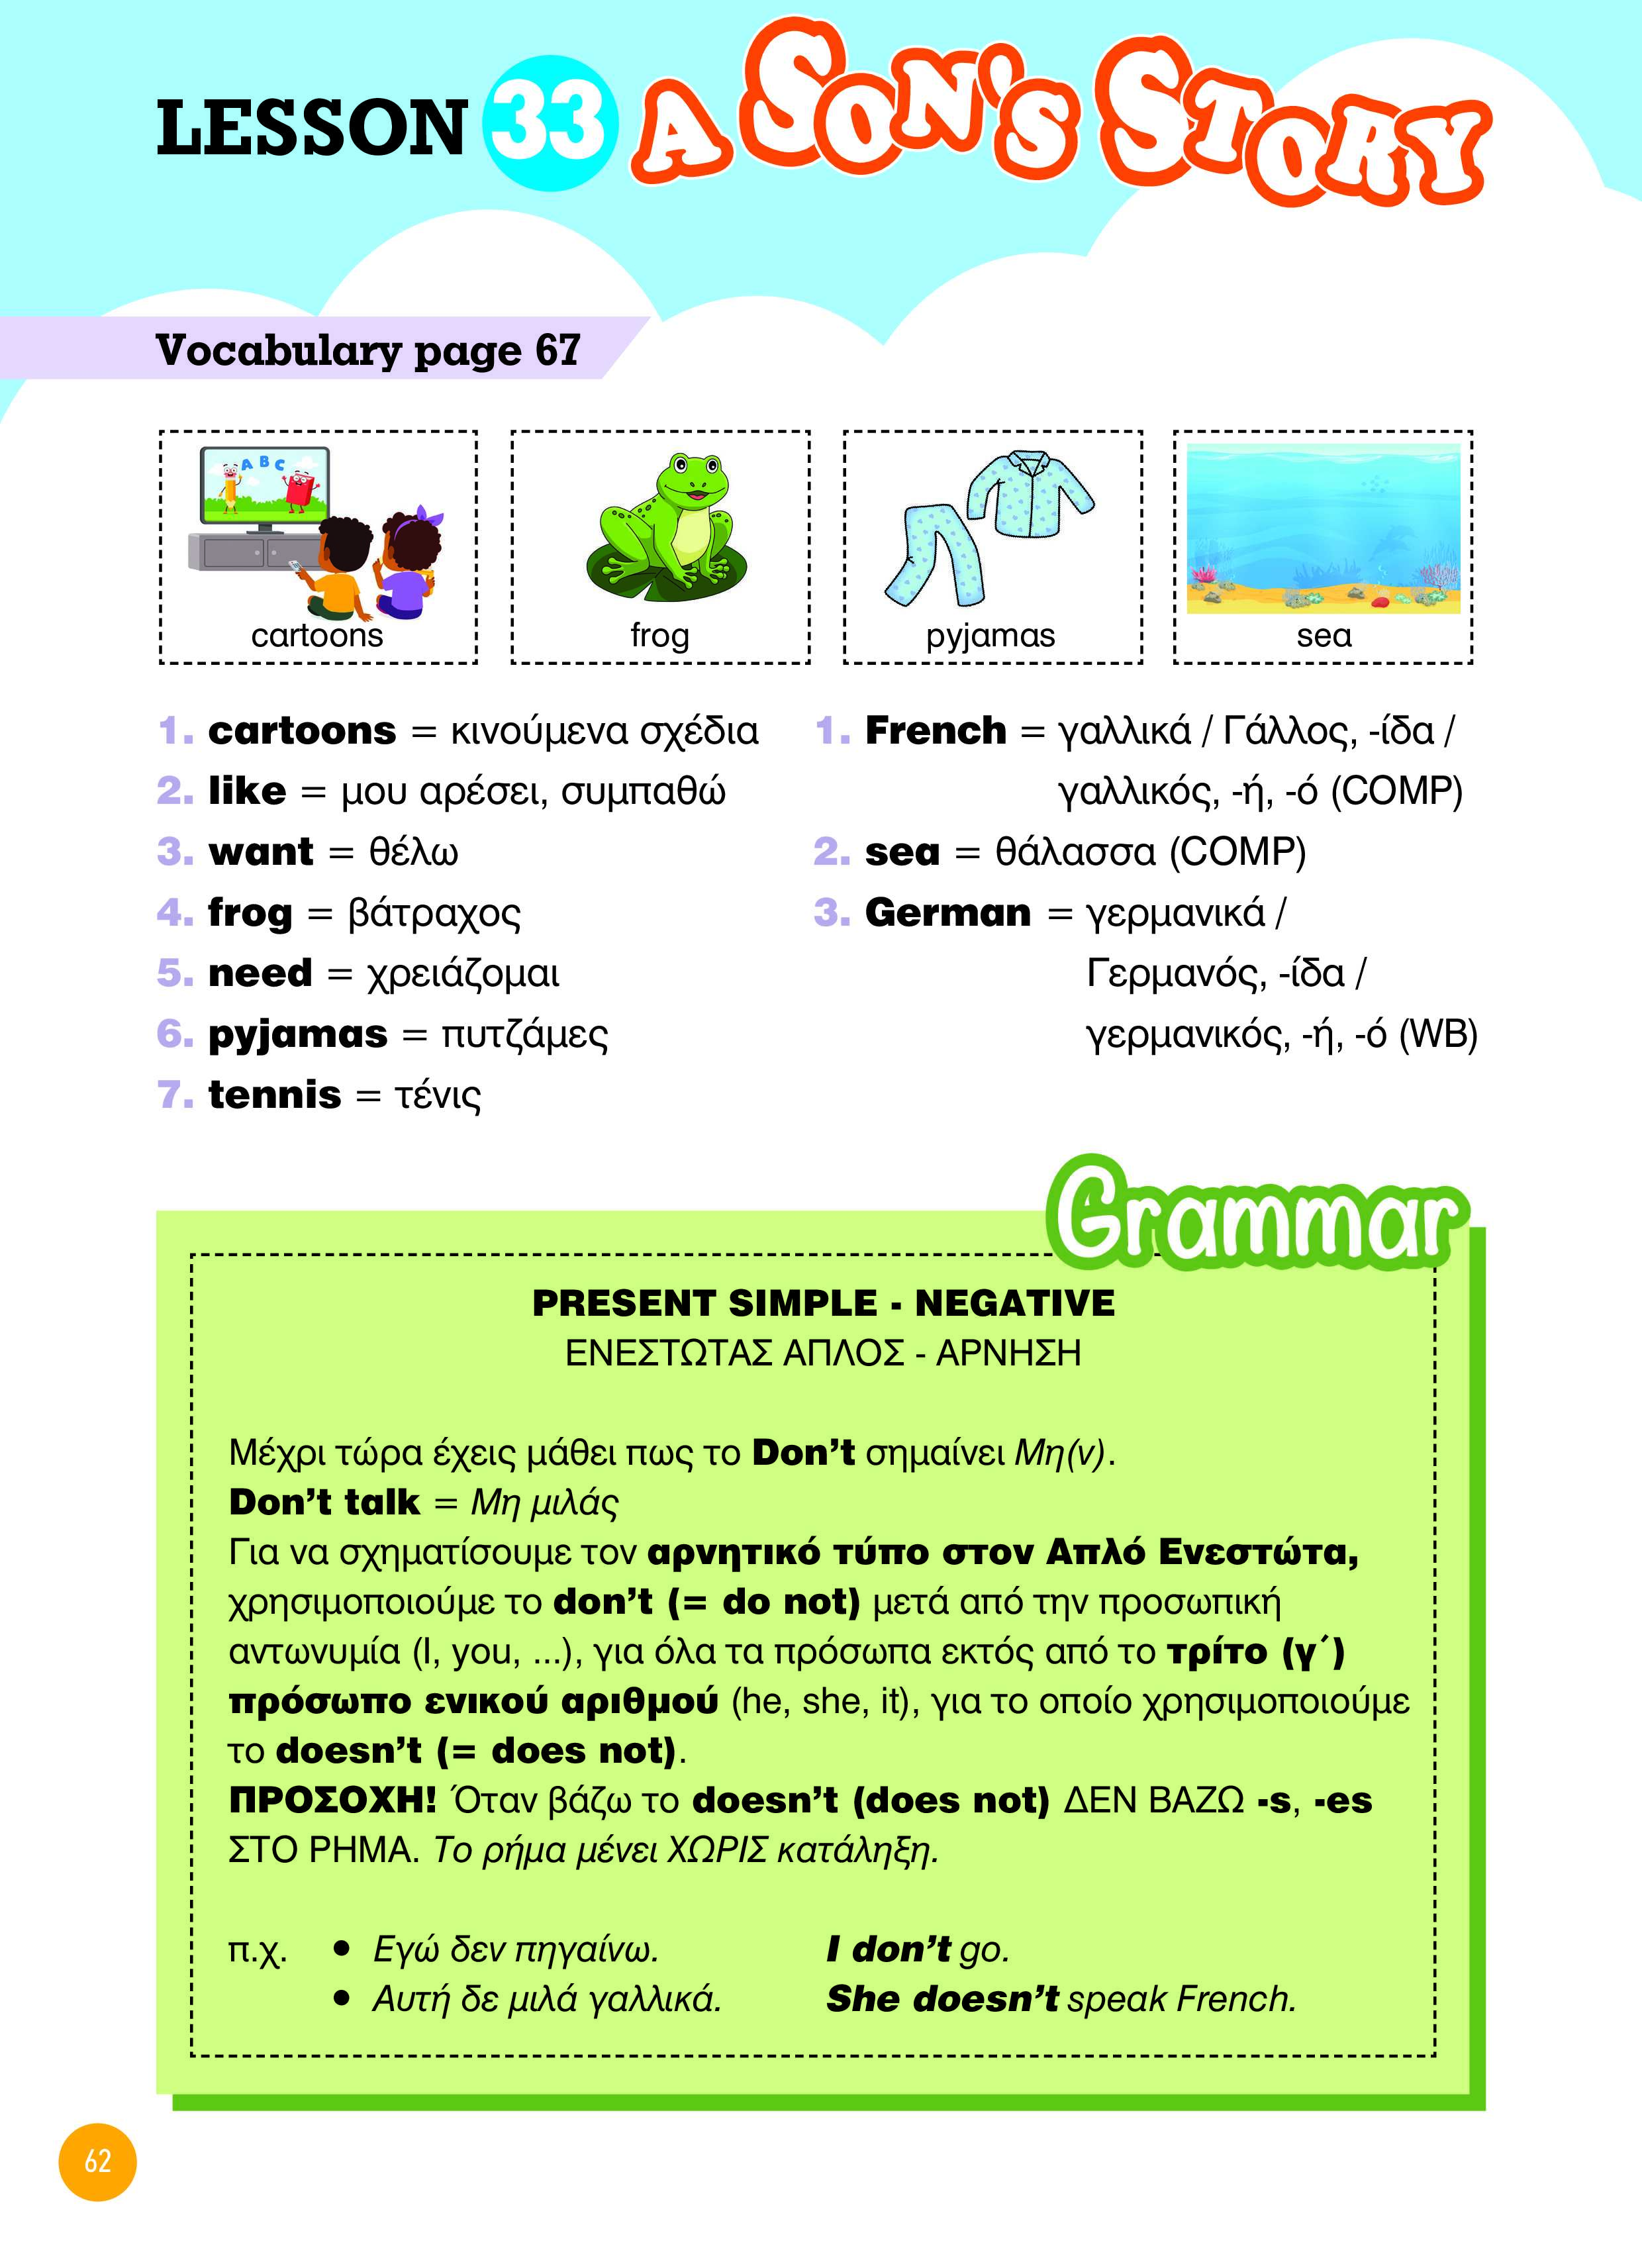 LESSON 33 A SON'S STORY
Vocabulary page 67
A B C
cartoons
frog
pyjamas
sea
1. cartoons = κινούμενα σχέδια
2. like = μου αρέσει, συμπαθώ
3. want = θέλω
4. frog = βάτραχος
5. need = χρειάζομαι
6. pyjamas = πυτζάμες
7. tennis = τένις
1. French = γαλλικά / Γάλλος, -ίδα /
γαλλικός, -ή, -ό (COMP)
2. sea = θάλασσα (COMP)
3. German = γερμανικά /
Γερμανός, -ίδα /
γερμανικός, -ή, -ό (WB)
Grammar
PRESENT SIMPLE - NEGATIVE
ΕΝΕΣΤΩΤΑΣ ΑΠΛΟΣ - ΑΡΝΗΣΗ
Μέχρι τώρα έχεις μάθει πως το Don't σημαίνει Μη(ν).
Don't talk = Μη μιλάς
Για να σχηματίσουμε τον αρνητικό τύπο στον Απλό Ενεστώτα,
χρησιμοποιούμε το don't (= do not) μετά από την προσωπική
αντωνυμία (I, you, ...), για όλα τα πρόσωπα εκτός από το τρίτο (γ΄)
πρόσωπο ενικού αριθμού (he, she, it), για το οποίο χρησιμοποιούμε
το doesn't (= does not).
ΠΡΟΣΟΧΗ! Όταν βάζω το doesn't (does not) ΔΕΝ ΒΑΖΩ -s, -es
ΣΤΟ ΡΗΜΑ. Το ρήμα μένει ΧΩΡΙΣ κατάληξη.
π.χ. • Εγώ δεν πηγαίνω. I don't go.
• Αυτή δε μιλά γαλλικά. She doesn't speak French.
62